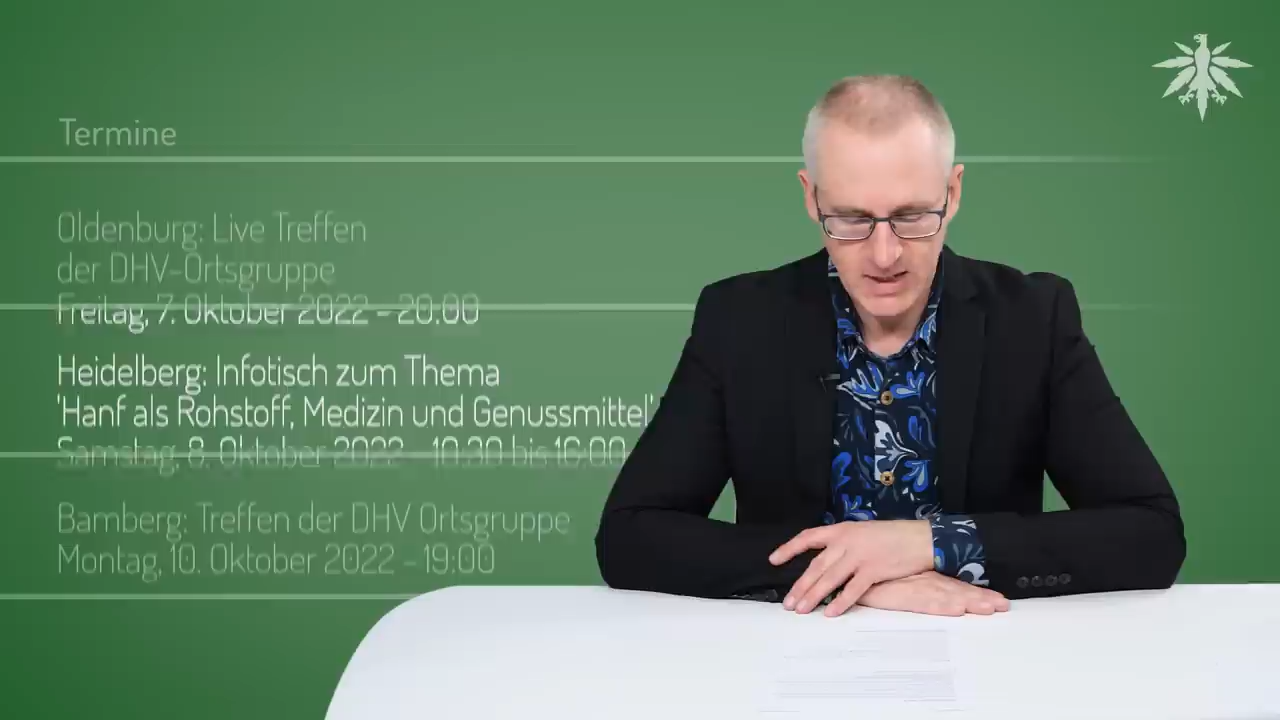 Termine
Oldenburg: Live Treffen
der DHV-Ortsgruppe
Freitag, 7. Oktober 2022 - 20.00
Heidelberg: Infotisch zum Thema
'Hanf als Rohstoff, Medizin und Genussmittel'
Samstag, 8. Oktober 2022 - 10.30 bis 16:00
Bamberg: Treffen der DHV Ortsgruppe
Montag, 10. Oktober 2022 - 19:00